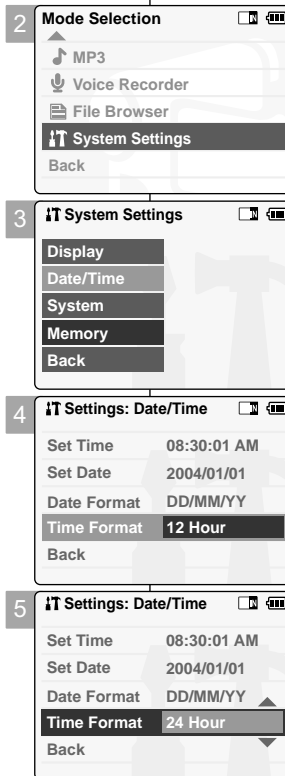 2
Mode Selection N
MP3
Voice Recorder
File Browser
System Settings
Back
3
System Settings N
Display
Date/Time
System
Memory
Back
4
Settings: Date/Time N
Set Time 08:30:01 AM
Set Date 2004/01/01
Date Format DD/MM/YY
Time Format 12 Hour
Back
5
Settings: Date/Time N
Set Time 08:30:01 AM
Set Date 2004/01/01
Date Format DD/MM/YY
Time Format 24 Hour
Back